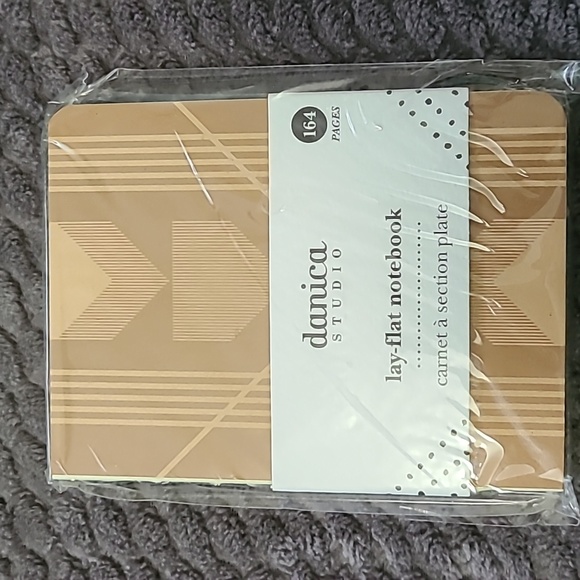 164
PAGES
danica
STUDIO
lay-flat notebook
carnet à section plate